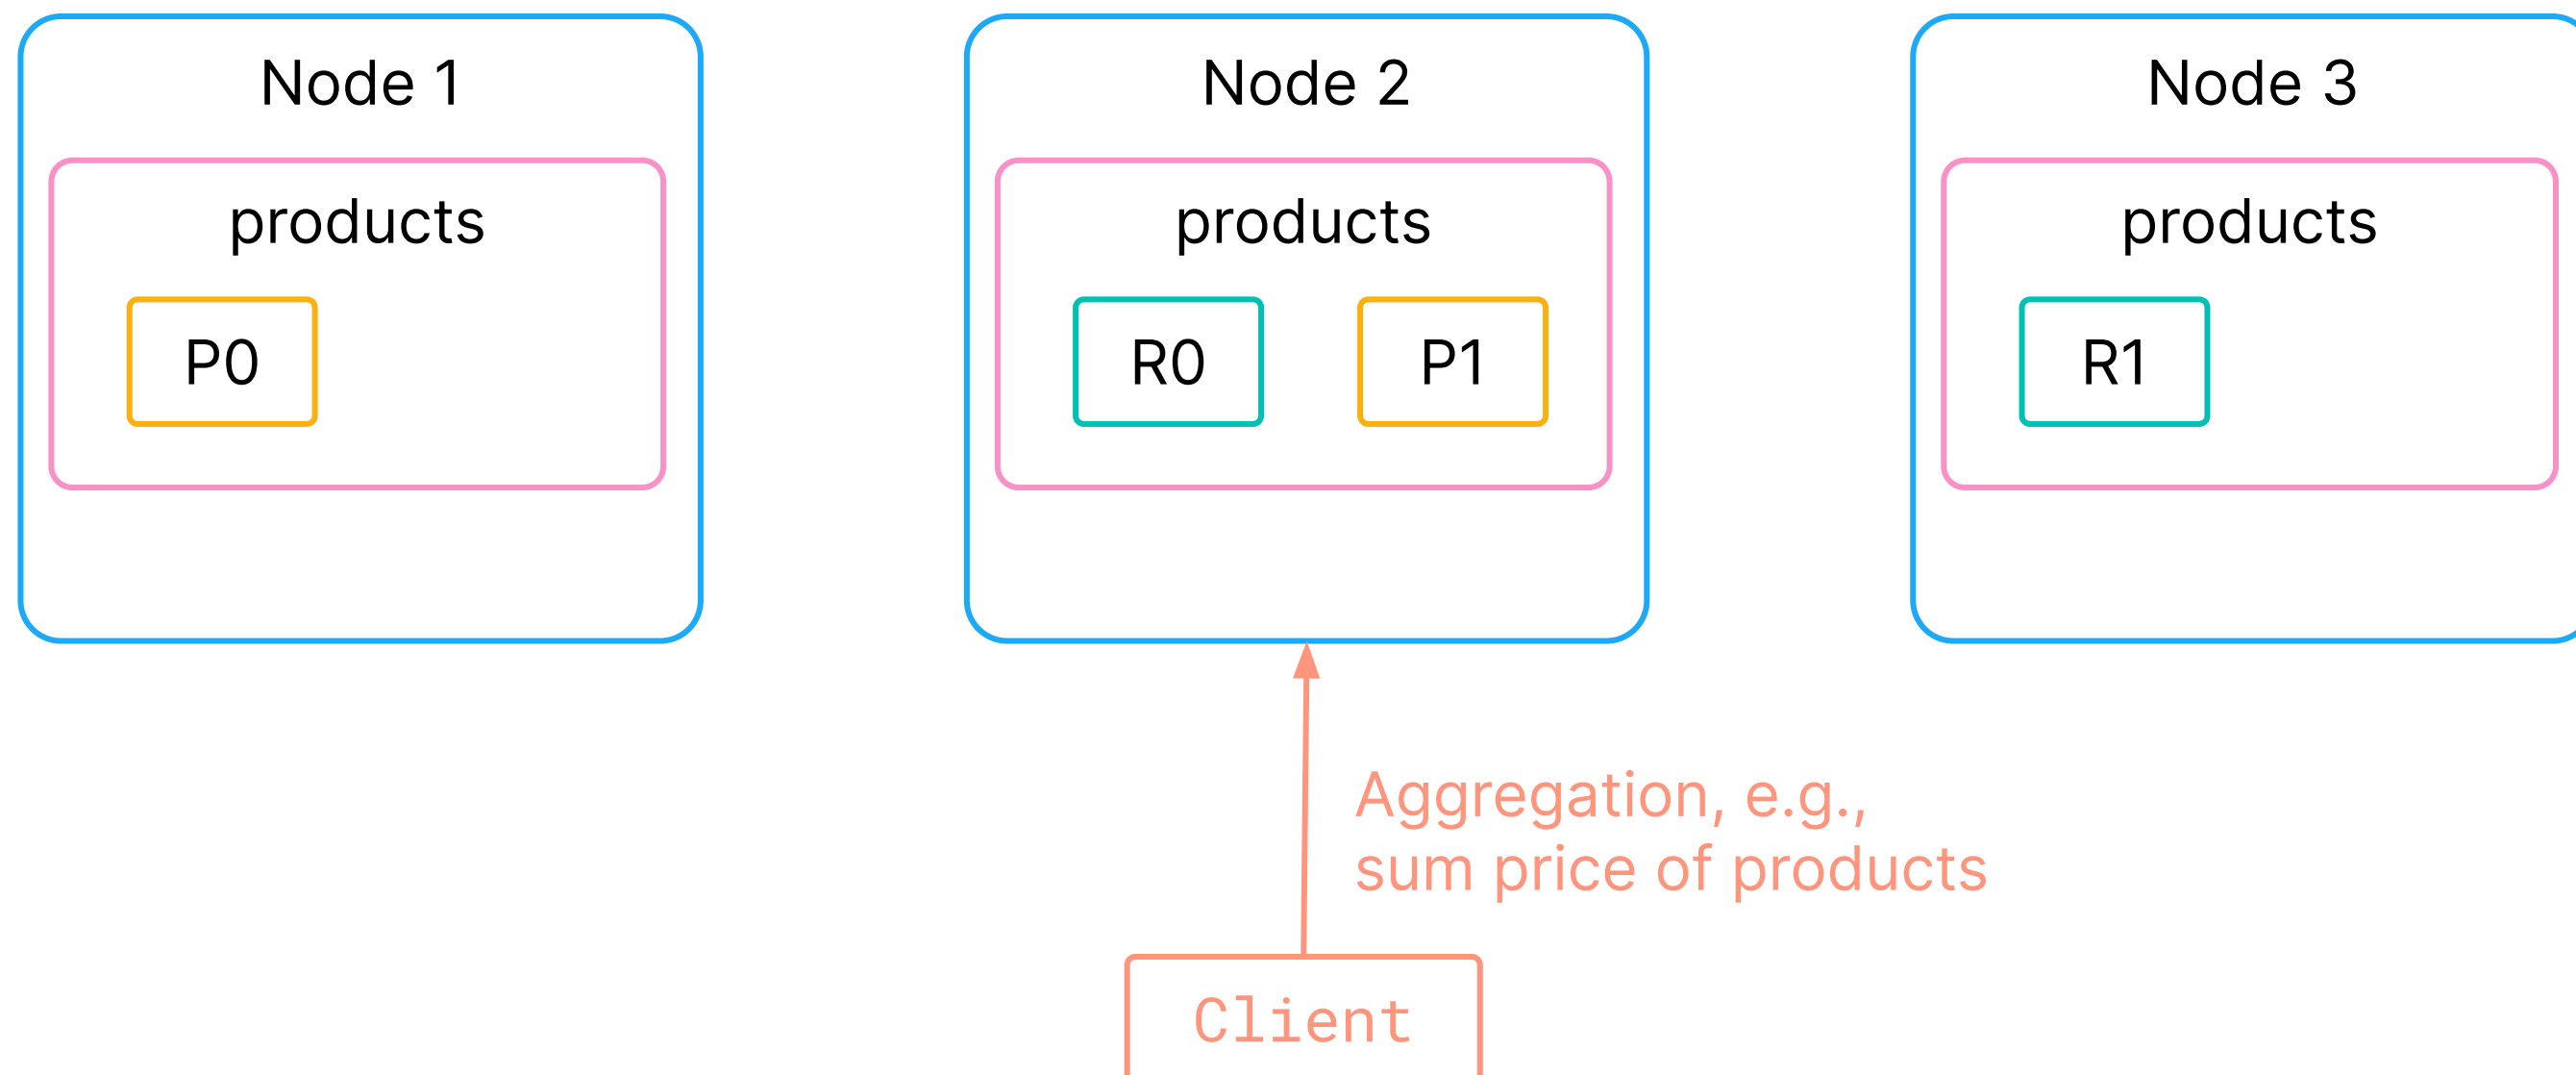 Node 1
products
P0
Node 2
products
R0
P1
Node 3
products
R1
Aggregation, e.g.,
sum price of products
Client